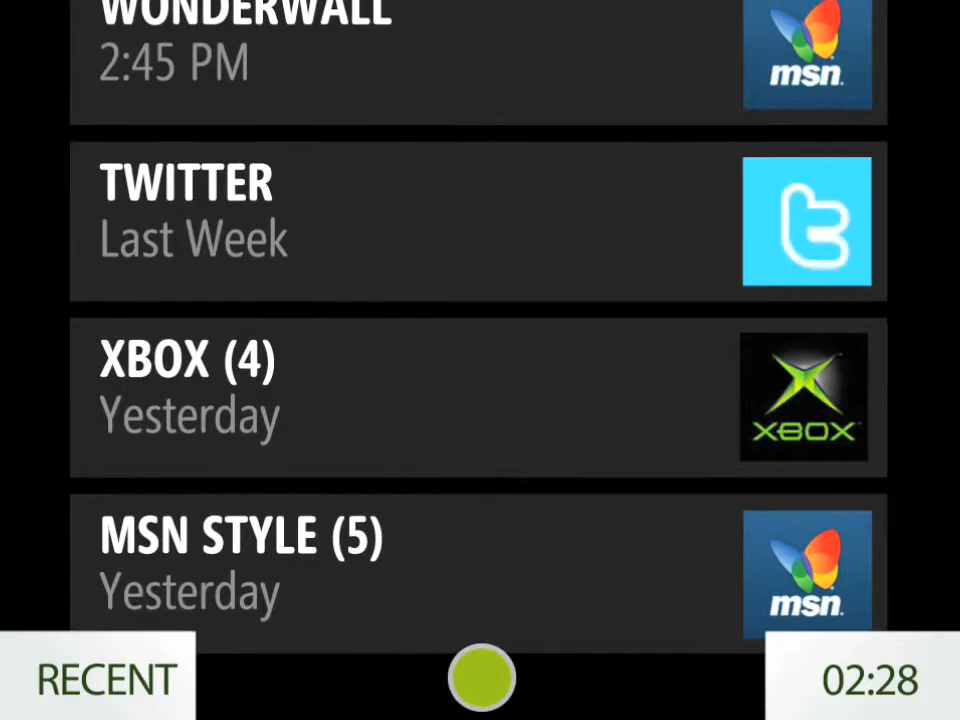 WONDERWALL
2:45 PM
msn.
TWITTER
Last Week
t
XBOX (4)
Yesterday
XBOX
MSN STYLE (5)
Yesterday
msn.
RECENT
02:28